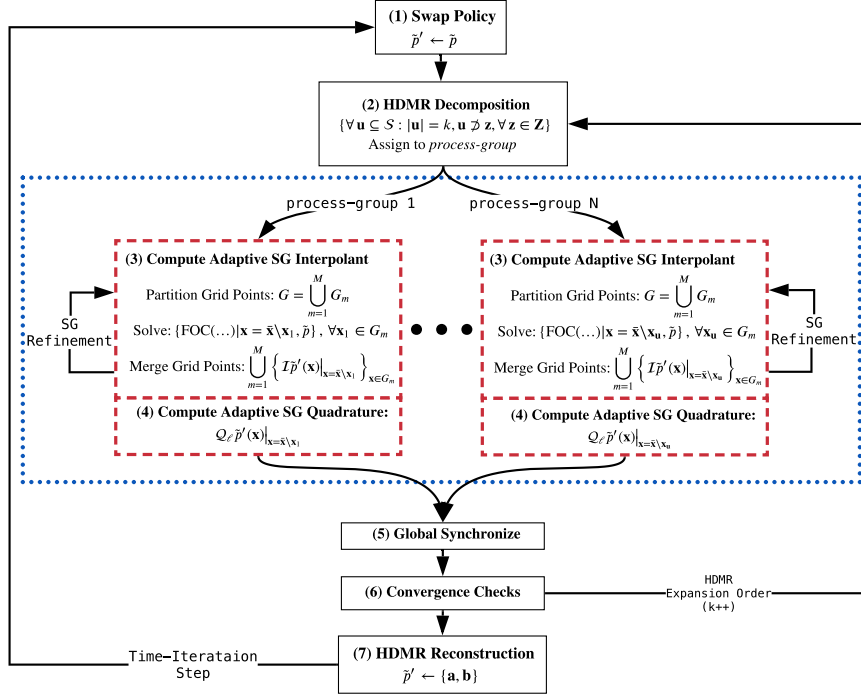 (1) Swap Policy
p̃′ ← p̃
(2) HDMR Decomposition
{∀ u ⊆ 𝒮 : |u| = k, u ⊅ z, ∀ z ∈ Z}
Assign to process-group
process-group 1
process-group N
(3) Compute Adaptive SG Interpolant
Partition Grid Points: G = ⋃_{m=1}^{M} G_m
Solve: {FOC(…)|x = x̄\x₁, p̃} , ∀x₁ ∈ G_m
Merge Grid Points: ⋃_{m=1}^{M} { ℐp̃′(x)|_{x=x̄\x₁} }_{x∈G_m}
SG
Refinement
(4) Compute Adaptive SG Quadrature:
𝒬_ℓ p̃′(x)|_{x=x̄\x₁}
(3) Compute Adaptive SG Interpolant
Partition Grid Points: G = ⋃_{m=1}^{M} G_m
Solve: {FOC(…)|x = x̄\x_u, p̃} , ∀x_u ∈ G_m
Merge Grid Points: ⋃_{m=1}^{M} { ℐp̃′(x)|_{x=x̄\x_u} }_{x∈G_m}
SG
Refinement
(4) Compute Adaptive SG Quadrature:
𝒬_ℓ p̃′(x)|_{x=x̄\x_u}
(5) Global Synchronize
(6) Convergence Checks
HDMR
Expansion Order
(k++)
(7) HDMR Reconstruction
p̃′ ← {a, b}
Time-Iterataion
Step